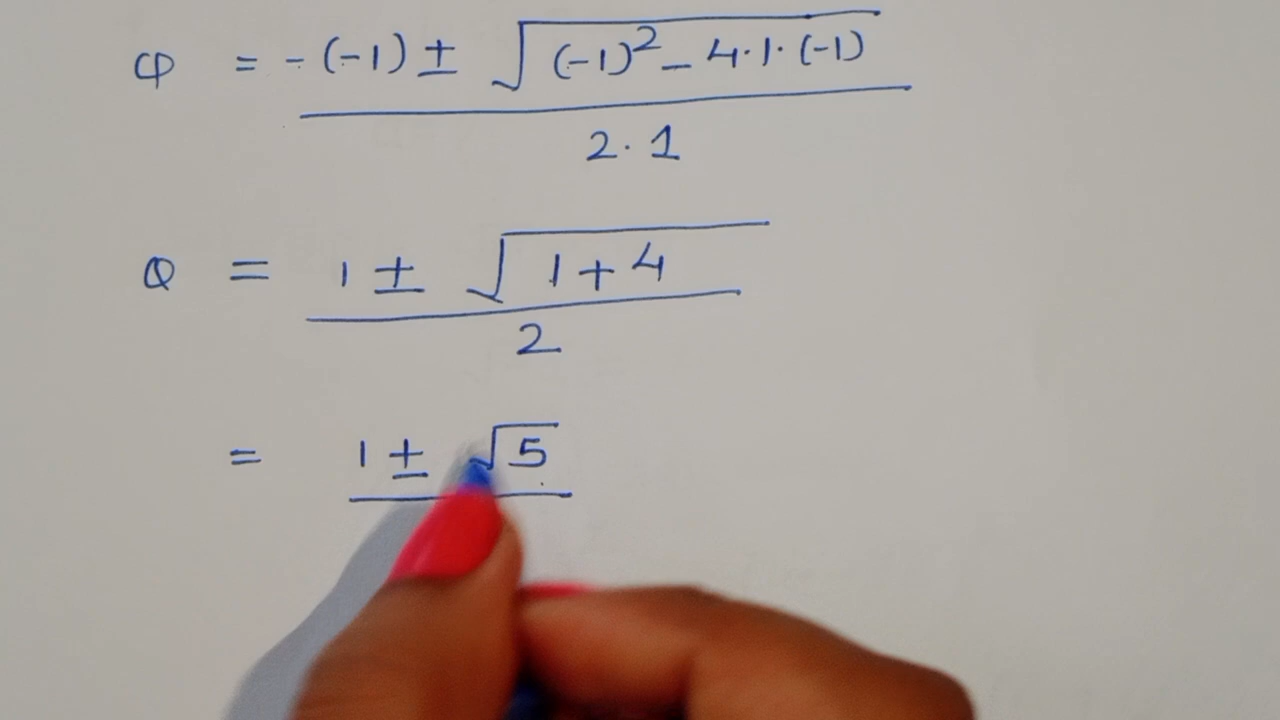 φ = -(-1) ± √(-1)² - 4·1·(-1)
2·1
Q = 1 ± √1+4
2
= 1 ± √5